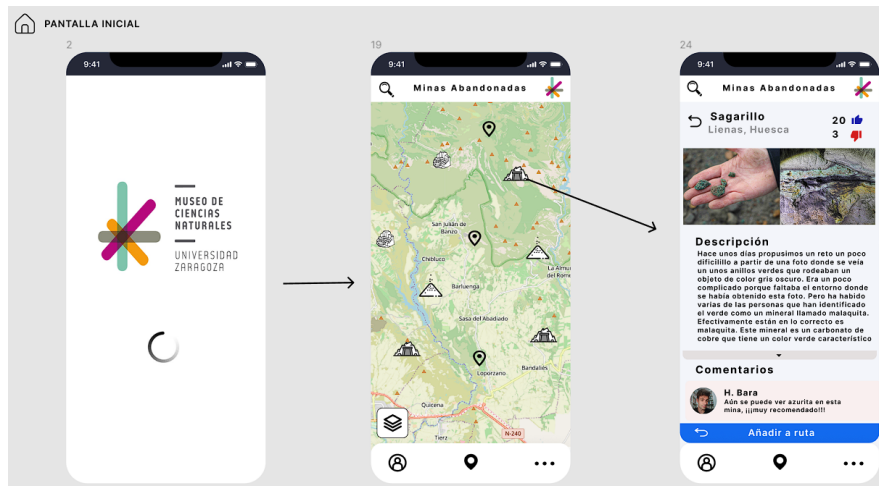 PANTALLA INICIAL
2
9:41
MUSEO DE
CIENCIAS
NATURALES
UNIVERSIDAD
ZARAGOZA
19
9:41
Minas Abandonadas
San Julián de
Banzo
Chibluco
La Almu
del Rorre
Barluenga
Sasa del Abadiado
Loporzano
Bandaliés
Quicena
Tierz
N-240
24
9:41
Minas Abandonadas
Sagarillo
20
Lienas, Huesca
3
Descripción
Hace unos días propusimos un reto un poco
dificilillo a partir de una foto donde se veía
un unos anillos verdes que rodeaban un
objeto de color gris oscuro. Era un poco
complicado porque faltaba el entorno donde
se había obtenido esta foto. Pero ha habido
varias de las personas que han identificado
el verde como un mineral llamado malaquita.
Efectivamente están en lo correcto es
malaquita. Este mineral es un carbonato de
cobre que tiene un color verde característico
Comentarios
H. Bara
Aún se puede ver azurita en esta
mina, ¡¡¡muy recomendado!!!
Añadir a ruta